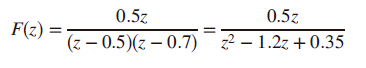 F(z) = 0.5z / ((z − 0.5)(z − 0.7)) = 0.5z / (z² − 1.2z + 0.35)